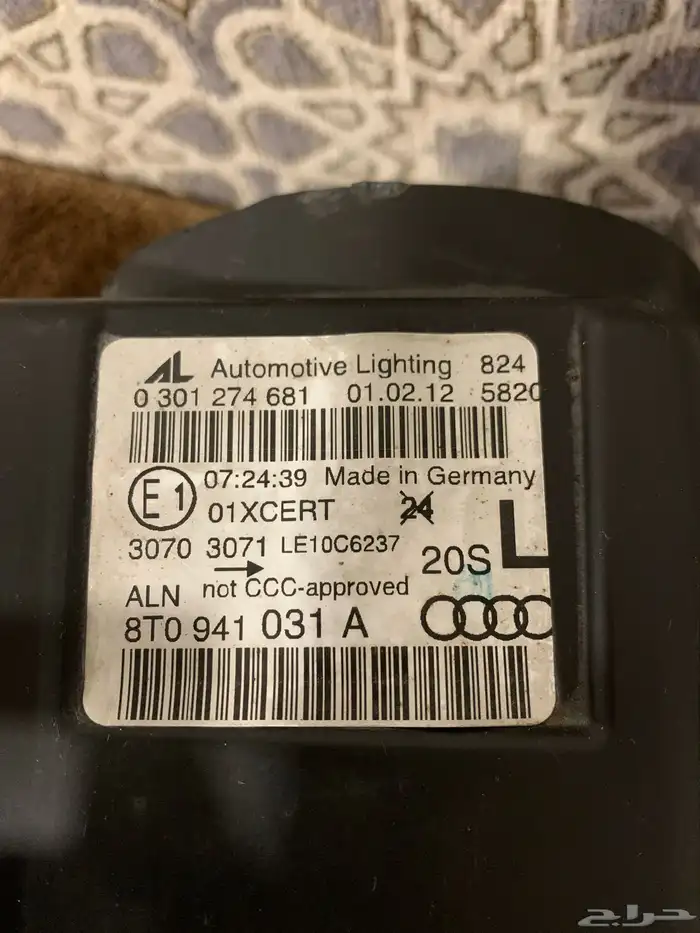 AL Automotive Lighting 824
0 301 274 681 01.02.12 5820
E1 07:24:39 Made in Germany
01XCERT 24
3070 3071 LE10C6237 20S L
ALN not CCC-approved
8T0 941 031 A
حراج